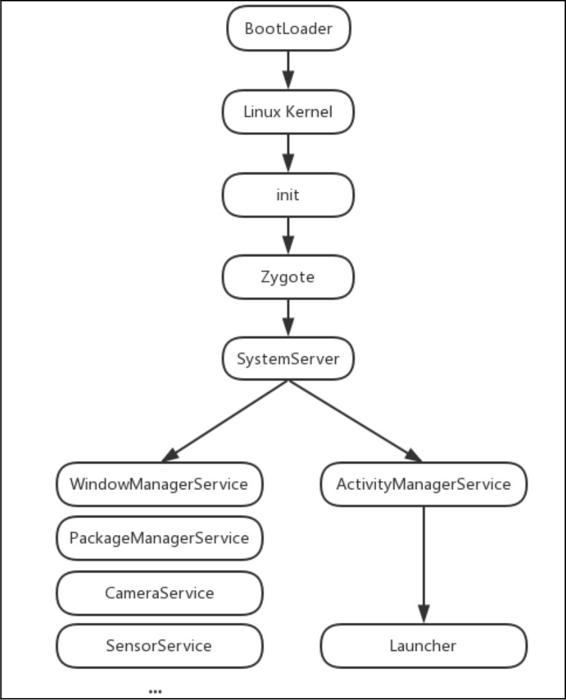 BootLoader
Linux Kernel
init
Zygote
SystemServer
WindowManagerService
ActivityManagerService
PackageManagerService
CameraService
SensorService
Launcher
...